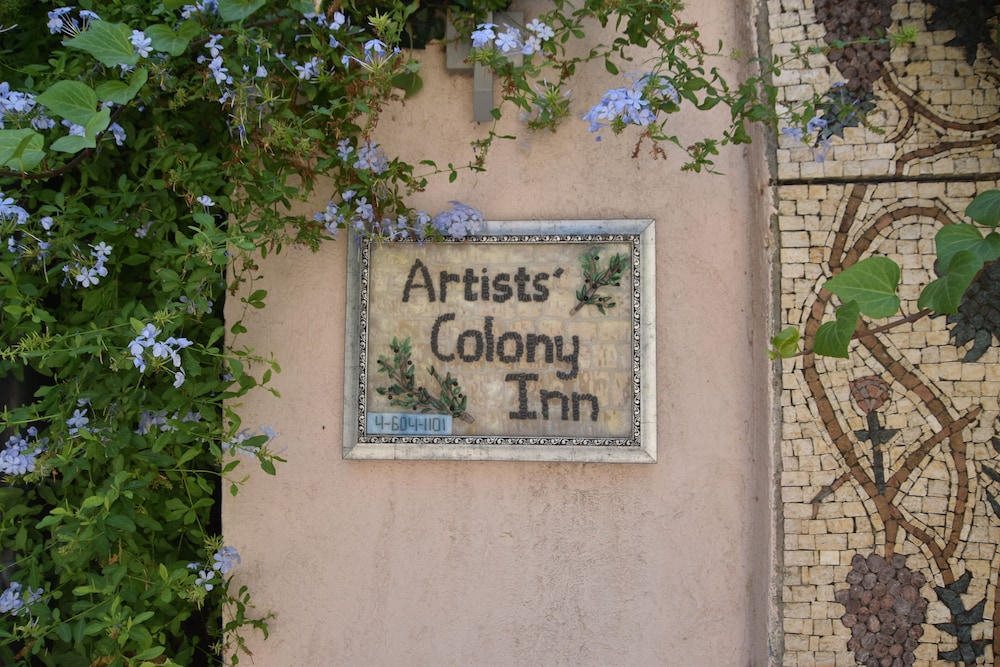 Artists'
Colony
Inn
4-604-1101